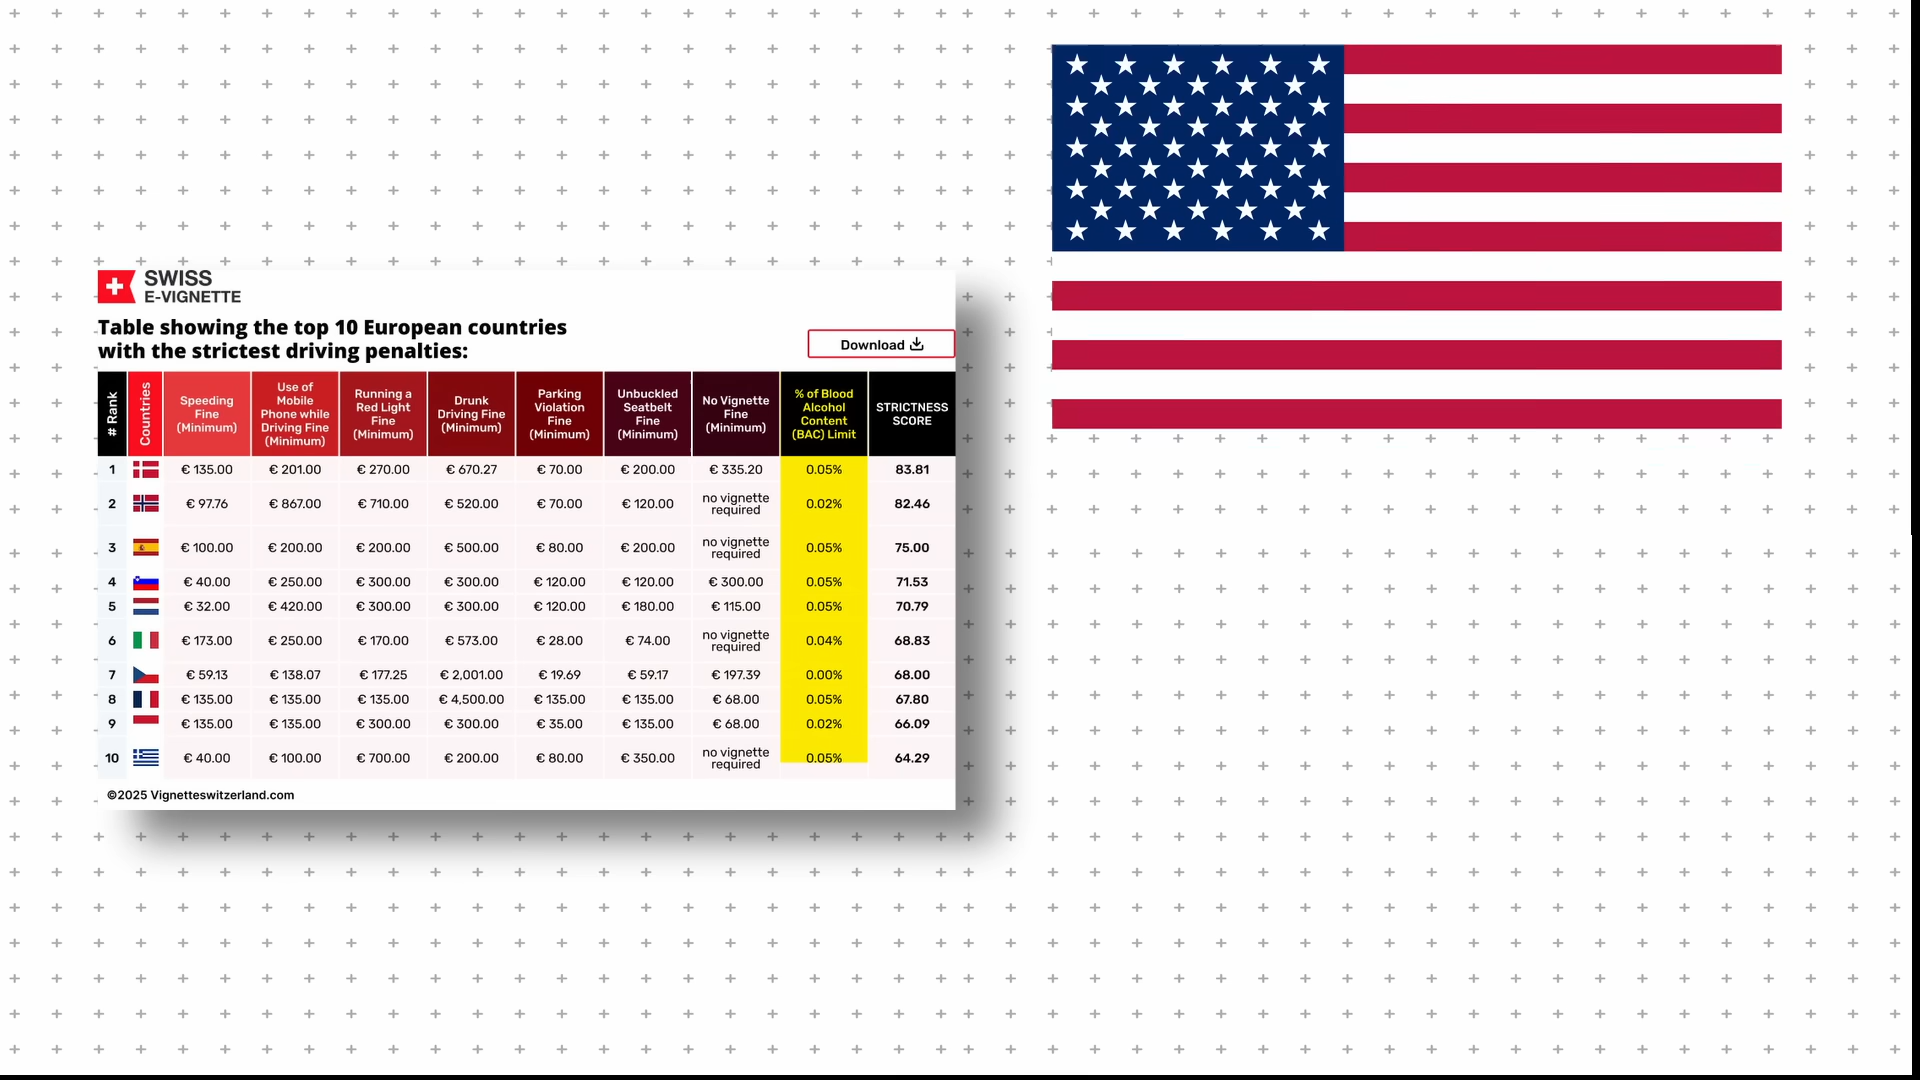 SWISS
E-VIGNETTE
Table showing the top 10 European countries
with the strictest driving penalties:
Download
# Rank
Countries
Speeding
Fine
(Minimum)
Use of
Mobile
Phone while
Driving Fine
(Minimum)
Running a
Red Light
Fine
(Minimum)
Drunk
Driving Fine
(Minimum)
Parking
Violation
Fine
(Minimum)
Unbuckled
Seatbelt
Fine
(Minimum)
No Vignette
Fine
(Minimum)
% of Blood
Alcohol
Content
(BAC) Limit
STRICTNESS
SCORE
1 € 135.00 € 201.00 € 270.00 € 670.27 € 70.00 € 200.00 € 335.20 0.05% 83.81
2 € 97.76 € 867.00 € 710.00 € 520.00 € 70.00 € 120.00 no vignette required 0.02% 82.46
3 € 100.00 € 200.00 € 200.00 € 500.00 € 80.00 € 200.00 no vignette required 0.05% 75.00
4 € 40.00 € 250.00 € 300.00 € 300.00 € 120.00 € 120.00 € 300.00 0.05% 71.53
5 € 32.00 € 420.00 € 300.00 € 300.00 € 120.00 € 180.00 € 115.00 0.05% 70.79
6 € 173.00 € 250.00 € 170.00 € 573.00 € 28.00 € 74.00 no vignette required 0.04% 68.83
7 € 59.13 € 138.07 € 177.25 € 2,001.00 € 19.69 € 59.17 € 197.39 0.00% 68.00
8 € 135.00 € 135.00 € 135.00 € 4,500.00 € 135.00 € 135.00 € 68.00 0.05% 67.80
9 € 135.00 € 135.00 € 300.00 € 300.00 € 35.00 € 135.00 € 68.00 0.02% 66.09
10 € 40.00 € 100.00 € 700.00 € 200.00 € 80.00 € 350.00 no vignette required 0.05% 64.29
©2025 Vignetteswitzerland.com